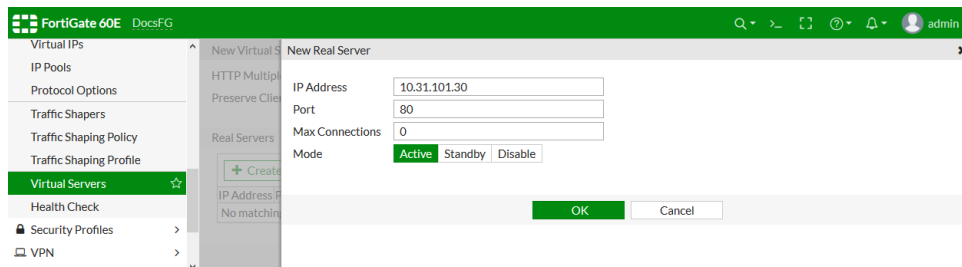 FortiGate 60E DocsFG
admin
Virtual IPs
IP Pools
Protocol Options
Traffic Shapers
Traffic Shaping Policy
Traffic Shaping Profile
Virtual Servers
Health Check
Security Profiles
VPN
New Virtual S
HTTP Multipl
Preserve Clie
Real Servers
+ Create
IP Address P
No matching
New Real Server
IP Address 10.31.101.30
Port 80
Max Connections 0
Mode Active Standby Disable
OK Cancel